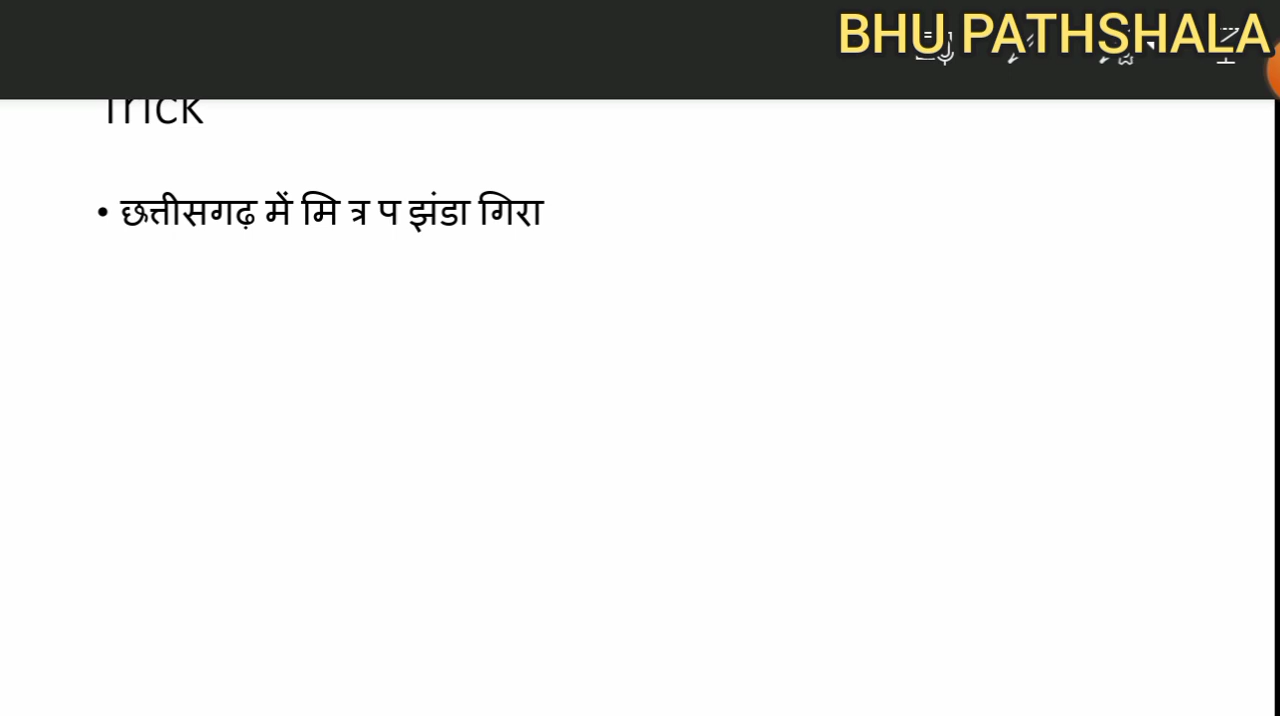 BHU PATHSHALA
Trick
• छत्तीसगढ़ में मि त्र प झंडा गिरा